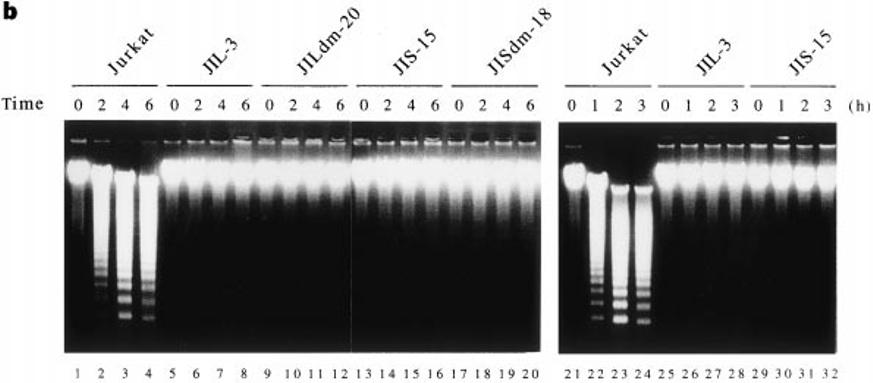 b
Jurkat JIL-3 JILdm-20 JIS-15 JISdm-18 Jurkat JIL-3 JIS-15
Time 0 2 4 6 0 2 4 6 0 2 4 6 0 2 4 6 0 2 4 6 0 1 2 3 0 1 2 3 0 1 2 3 (h)
1 2 3 4 5 6 7 8 9 10 11 12 13 14 15 16 17 18 19 20 21 22 23 24 25 26 27 28 29 30 31 32